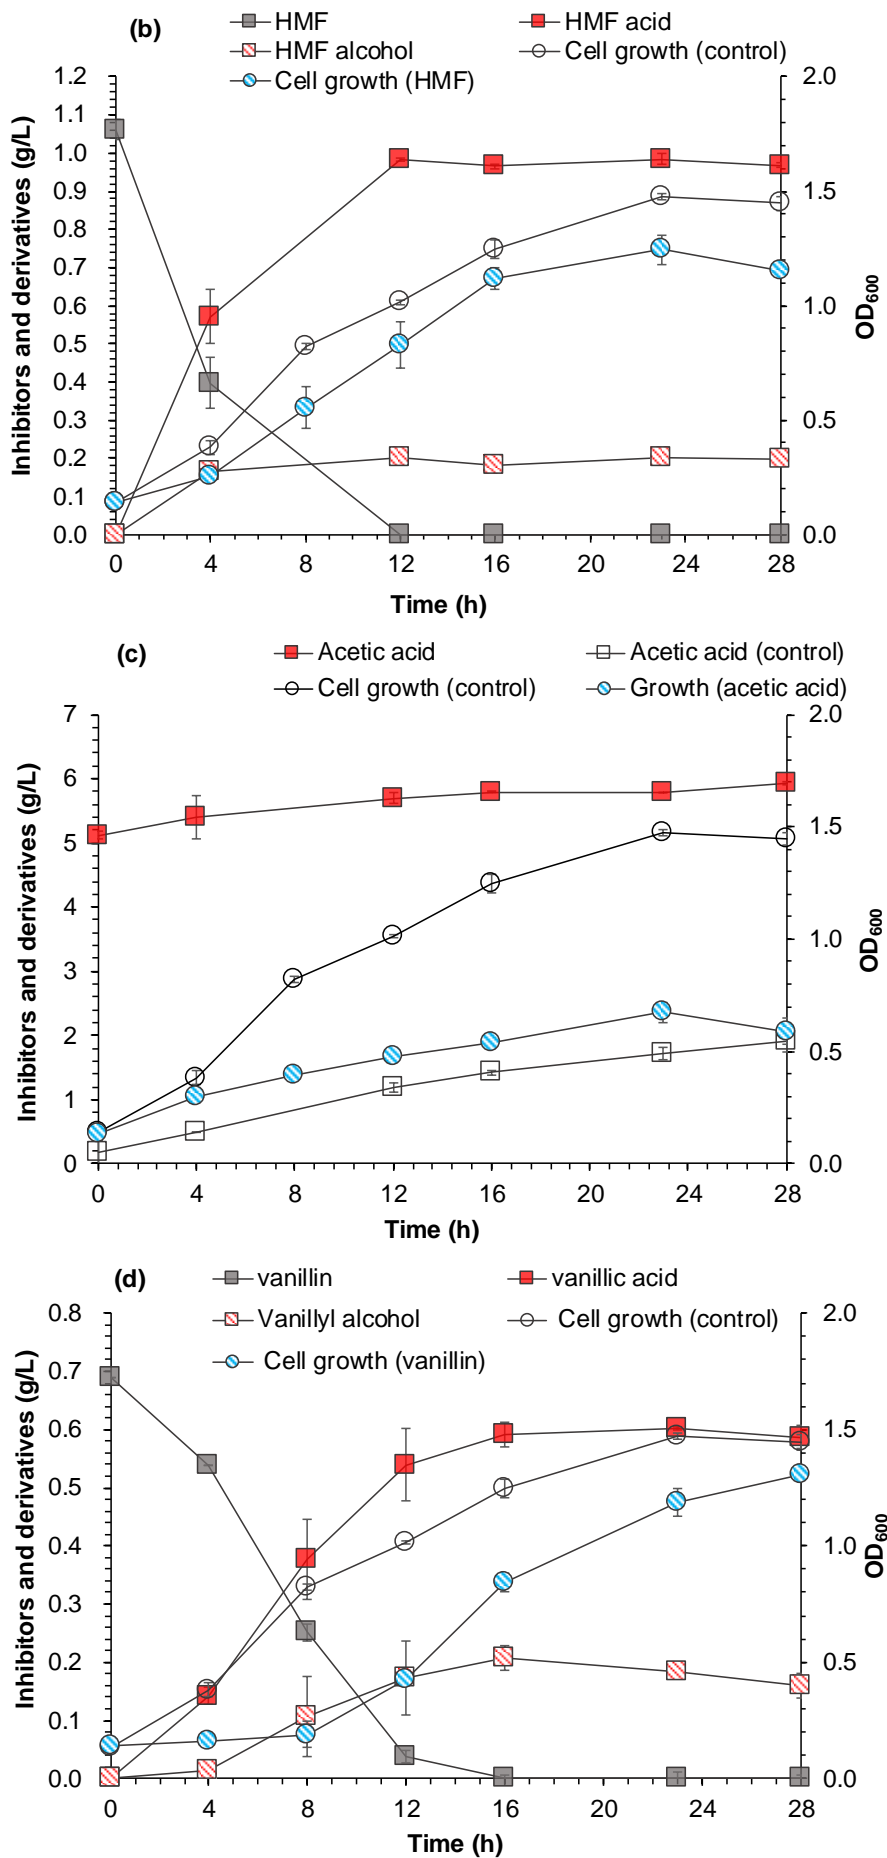 (b)
HMF
HMF acid
HMF alcohol
Cell growth (control)
Cell growth (HMF)
1.2
1.1
1.0
0.9
0.8
0.7
0.6
0.5
0.4
0.3
0.2
0.1
0.0
Inhibitors and derivatives (g/L)
2.0
1.5
1.0
0.5
0.0
OD600
0 4 8 12 16 20 24 28
Time (h)
(c)
Acetic acid
Acetic acid (control)
Cell growth (control)
Growth (acetic acid)
7
6
5
4
3
2
1
0
Inhibitors and derivatives (g/L)
2.0
1.5
1.0
0.5
0.0
OD600
0 4 8 12 16 20 24 28
Time (h)
(d)
vanillin
vanillic acid
Vanillyl alcohol
Cell growth (control)
Cell growth (vanillin)
0.8
0.7
0.6
0.5
0.4
0.3
0.2
0.1
0.0
Inhibitors and derivatives (g/L)
2.0
1.5
1.0
0.5
0.0
OD600
0 4 8 12 16 20 24 28
Time (h)